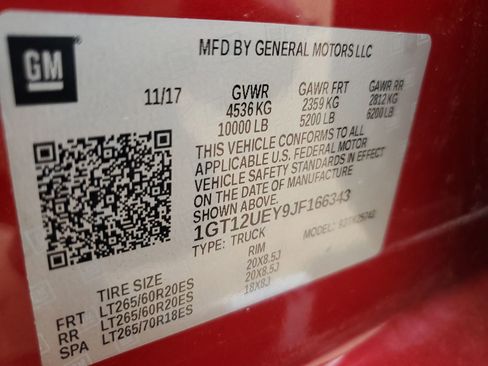 GM
MFD BY GENERAL MOTORS LLC
11/17 GVWR GAWR FRT GAWR RR
4536 KG 2359 KG 2812 KG
10000 LB 5200 LB 6200 LB
THIS VEHICLE CONFORMS TO ALL
APPLICABLE U.S. FEDERAL MOTOR
VEHICLE SAFETY STANDARDS IN EFFECT
ON THE DATE OF MANUFACTURE
SHOWN ABOVE.
1GT12UEY9JF166343
TYPE: TRUCK MODEL:
TIRE SIZE RIM
FRT LT265/60R20ES 20X8.5J
RR LT265/60R20ES 20X8.5J
SPA LT265/70R18ES 18X8J